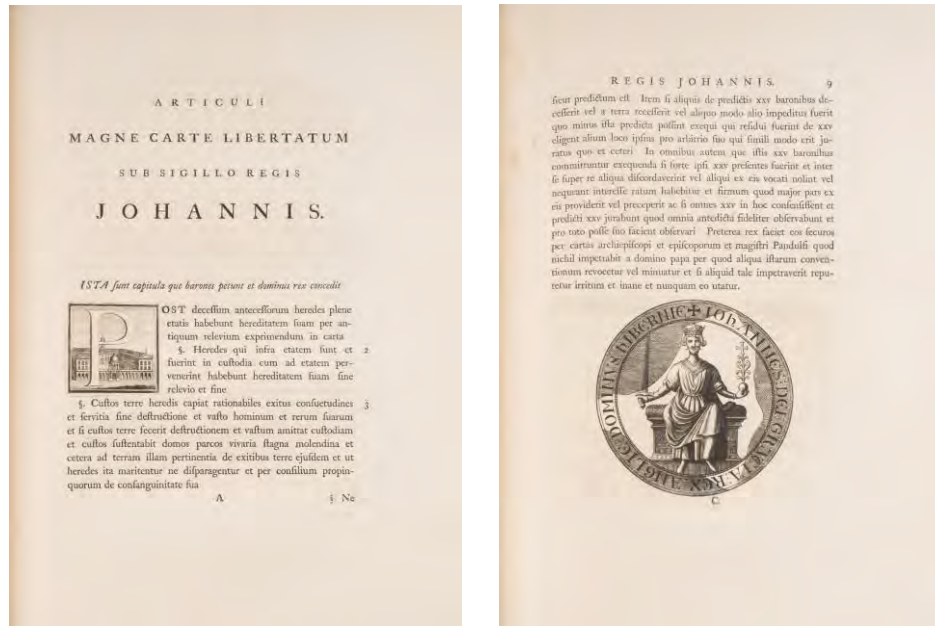 ARTICULI
MAGNE CARTE LIBERTATUM
SUB SIGILLO REGIS
JOHANNIS.
ISTA sunt capitula que barones petunt et dominus rex concedit
POST decessum antecessorum heredes plene
etatis habebunt hereditatem suam per an-
tiquum relevium exprimendum in carta
§. Heredes qui infra etatem sunt et 2
fuerint in custodia cum ad etatem per-
venerint habebunt hereditatem suam sine
relevio et fine
§. Custos terre heredis capiat rationabiles exitus consuetudines 3
et servitia sine destructione et vasto hominum et rerum suarum
et si custos terre fecerit destructionem et vastum amittat custodiam
et custos sustentabit domos parcos vivaria stagna molendina et
cetera ad terram illam pertinentia de exitibus terre ejusdem et ut
heredes ita maritentur ne disparagentur et per consilium propin-
quorum de consanguinitate sua
A § Ne
REGIS JOHANNIS. 9
sicut predictum est Item si aliquis de predictis xxv baronibus de-
cesserit vel a terra recesserit vel aliquo modo alio impeditus fuerit
quo minus ista predicta possint exequi qui residui fuerint de xxv
eligent alium loco ipsius pro arbitrio suo qui simili modo erit ju-
ratus quo et ceteri In omnibus autem que istis xxv baronibus
committuntur exequenda si forte ipsi xxv presentes fuerint et inter
se super re aliqua discordaverint vel aliqui ex eis vocati nolint vel
nequeant interesse ratum habebitur et firmum quod major pars ex
eis providerit vel preceperit ac si omnes xxv in hoc consensissent et
predicti xxv jurabunt quod omnia antedicta fideliter observabunt et
pro toto posse suo facient observari Preterea rex faciet eos securos
per cartas archiepiscopi et episcoporum et magistri Pandulfi quod
nichil impetrabit a domino papa per quod aliqua istarum conven-
tionum revocetur vel minuatur et si aliquid tale impetraverit repu-
tetur irritum et inane et nunquam eo utatur.
✠ IOHANNES DEI GRACIA REX ANGLIE DOMINVS HIBERNIE
C